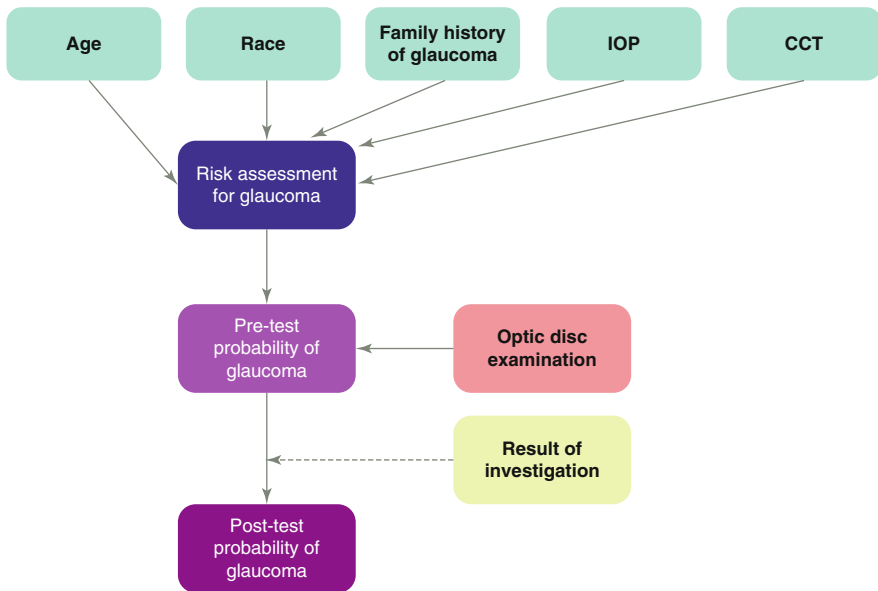 Age
Race
Family history
of glaucoma
IOP
CCT
Risk assessment
for glaucoma
Pre-test
probability of
glaucoma
Optic disc
examination
Result of
investigation
Post-test
probability of
glaucoma